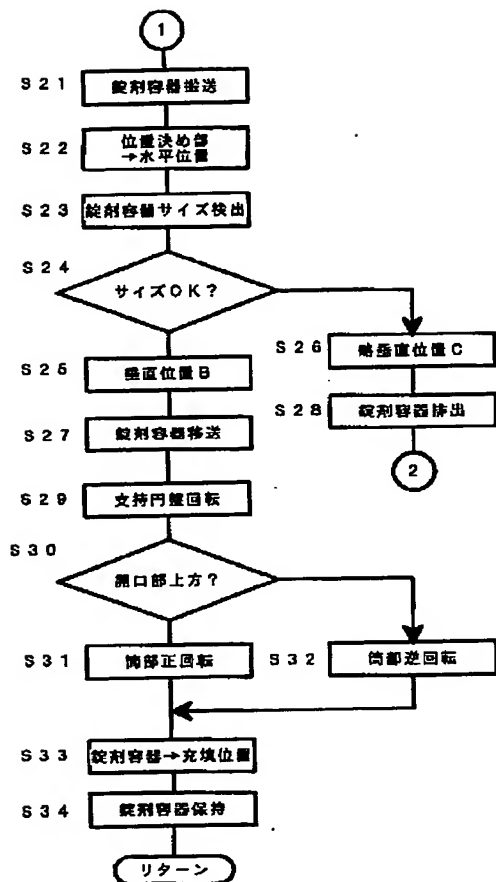 1
S21 錠剤容器搬送
S22 位置決め部
→水平位置
S23 錠剤容器サイズ検出
S24 サイズOK?
S25 垂直位置B
S26 略垂直位置C
S27 錠剤容器移送
S28 錠剤容器排出
2
S29 支持円盤回転
S30 開口部上方?
S31 筒部正回転
S32 筒部逆回転
S33 錠剤容器→充填位置
S34 錠剤容器保持
リターン